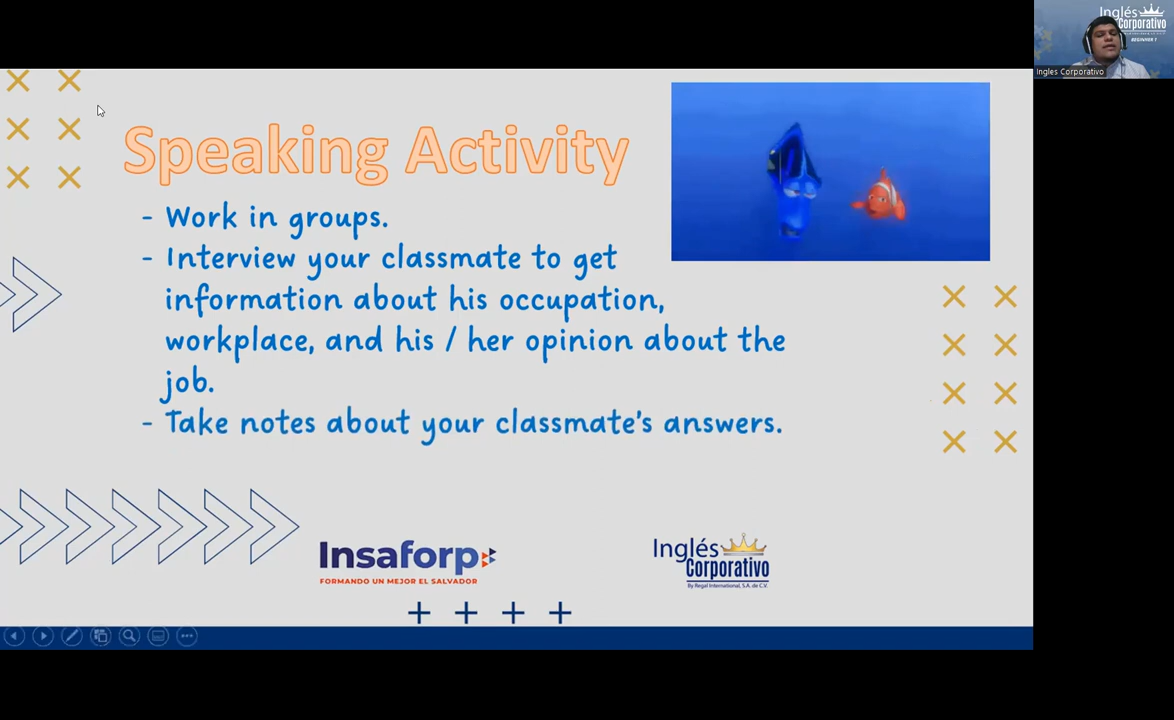 Speaking Activity
- Work in groups.
- Interview your classmate to get
information about his occupation,
workplace, and his / her opinion about the
job.
- Take notes about your classmate's answers.
Insaforp
FORMANDO UN MEJOR EL SALVADOR
Inglés
Corporativo
By Regal International, S.A. de C.V.
Inglés
Corporativo
BEGINNER 1
Ingles Corporativo